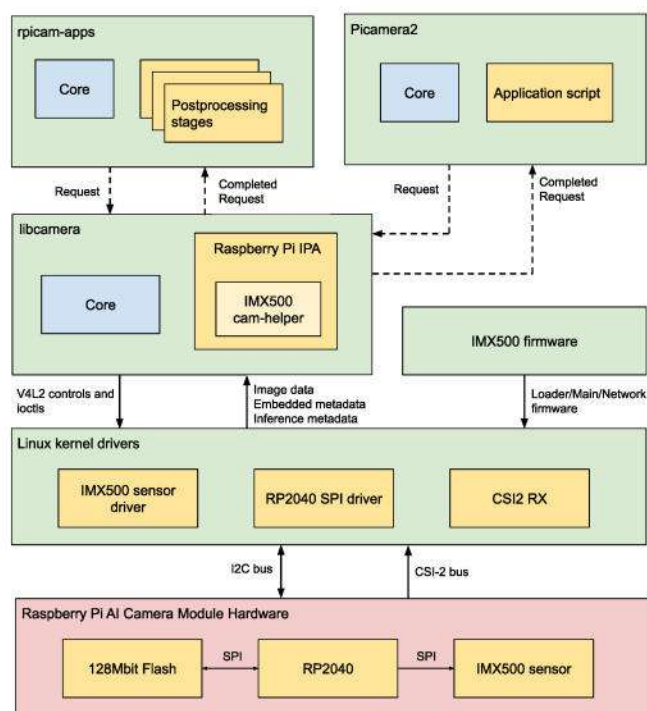 rpicam-apps
Core
Postprocessing
stages
Picamera2
Core
Application script
Request
Completed
Request
Request
Completed
Request
libcamera
Core
Raspberry Pi IPA
IMX500
cam-helper
IMX500 firmware
V4L2 controls and
ioctls
Image data
Embedded metadata
Inference metadata
Loader/Main/Network
firmware
Linux kernel drivers
IMX500 sensor
driver
RP2040 SPI driver
CSI2 RX
I2C bus
CSI-2 bus
Raspberry Pi AI Camera Module Hardware
128Mbit Flash
SPI
RP2040
SPI
IMX500 sensor